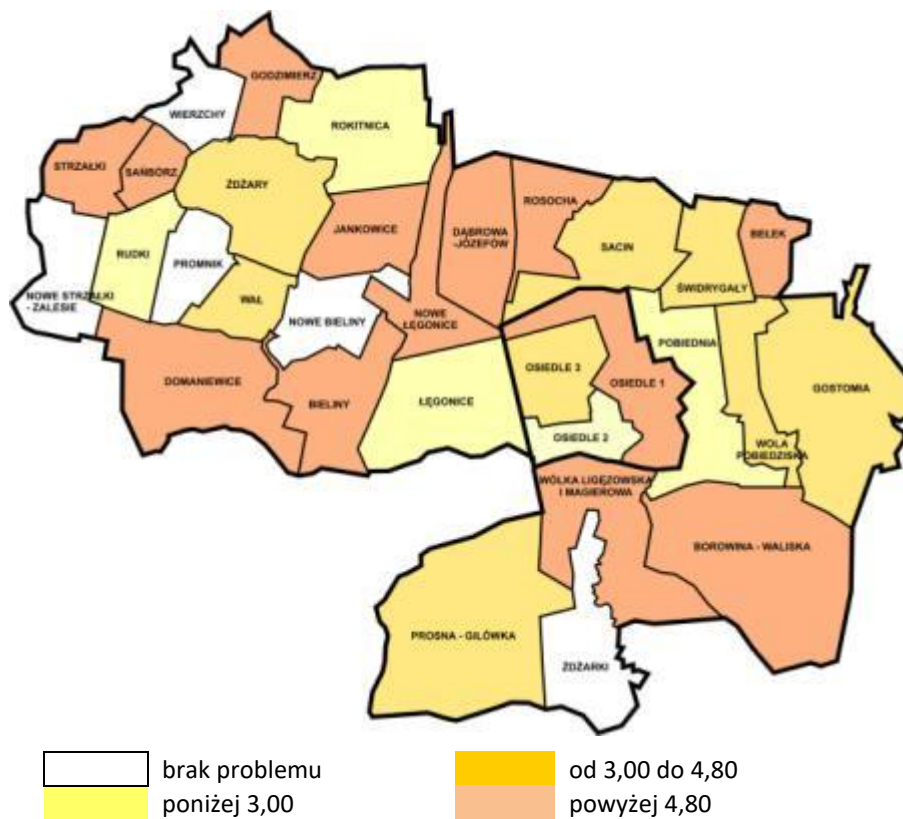 GODZIMIERZ
WIERZCHY
ROKITNICA
STRZAŁKI
SAŃBÓRZ
ŻDŻARY
ROSOCHA
JANKOWICE
DĄBROWA
-JÓZEFÓW
BEŁEK
SACIN
RUDKI
PROMNIK
ŚWIDRYGAŁY
NOWE STRZAŁKI
- ZALESIE
WAŁ
NOWE BIELINY
NOWE
ŁĘGONICE
POBIEDNIA
OSIEDLE 3
OSIEDLE 1
DOMANIEWICE
GOSTOMIA
BIELINY
ŁĘGONICE
OSIEDLE 2
WOLA
POBIEDZISKA
WÓLKA LIGĘZOWSKA
I MAGIEROWA
BOROWINA - WALISKA
PROSNA - GILÓWKA
ŻDŻARKI
brak problemu
od 3,00 do 4,80
poniżej 3,00
powyżej 4,80